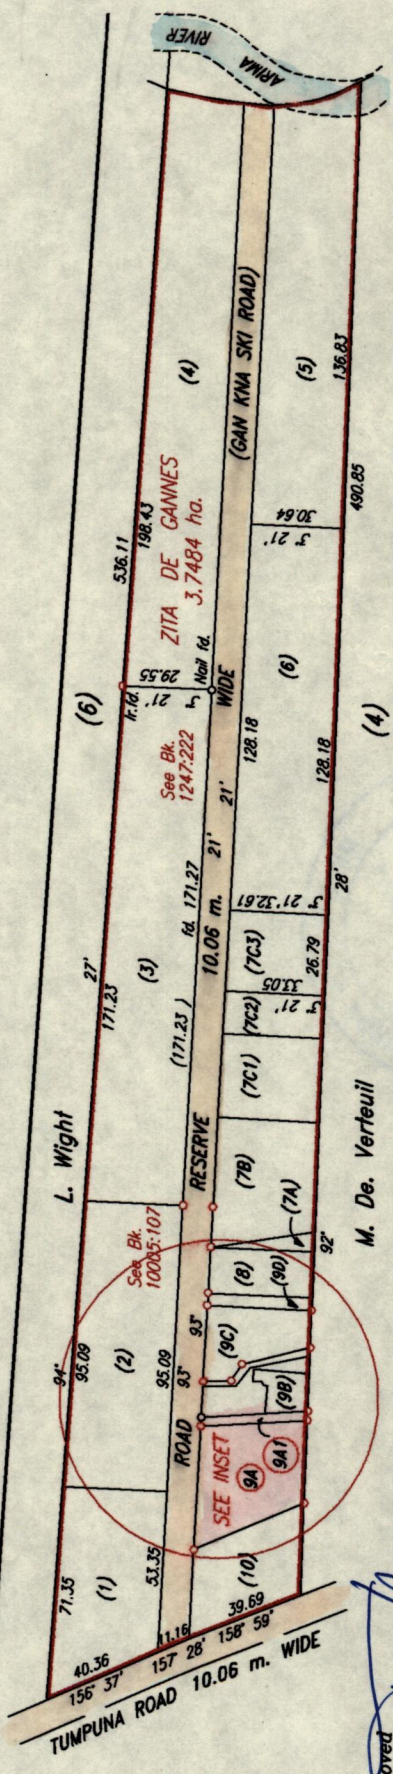 ARIMA RIVER
(GAN KNA SKI ROAD)
(4)
(5)
136.83
490.85
536.11
198.43
ZITA DE GANNES
3.7484 ha.
30.64
3° 21'
(6)
Ir. fd.
29.55
21'
Nail fd.
WIDE
(6)
128.18
128.18
(4)
See Bk.
1247:222
21'
21'
fd. 171.27
10.06 m.
32.61
21'
28'
27'
171.23
(3)
(171.23)
(7C3)
26.79
33.05
21'
(7C2)
(7C1)
L. Wight
M. De. Verteuil
RESERVE
(7B)
(7A)
92'
See Bk.
10005:107
(8)
(9D)
93'
93'
(9C)
94'
95.09
(2)
95.09
(9B)
ROAD
SEE INSET
9A
9A1
71.35
(1)
53.35
(10)
40.36
11.16
39.69
156° 37'
157° 28'
158° 59'
TUMPUNA ROAD 10.06 m. WIDE